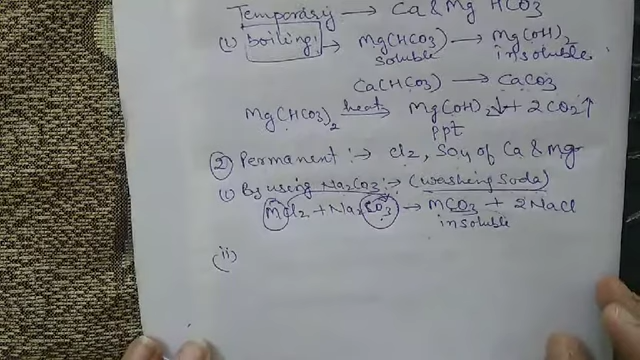 Temporary → Ca & Mg HCO3
(i) boiling: → Mg(HCO3) → Mg(OH)2
soluble insoluble.
Ca(HCO3) → CaCO3
Mg(HCO3)2 heat→ Mg(OH)2↓ + 2CO2↑
ppt
② Permanent :→ Cl2, SO4 of Ca & Mg
(i) By using Na2CO3 :→ (washing soda)
MCl2 + Na2CO3 → MCO3 + 2NaCl
insoluble
(ii)